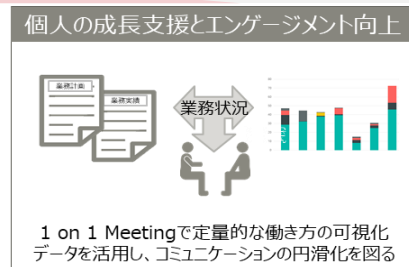 個人の成長支援とエンゲージメント向上
業務計画
業務実績
業務状況
1 on 1 Meetingで定量的な働き方の可視化
データを活用し、コミュニケーションの円滑化を図る